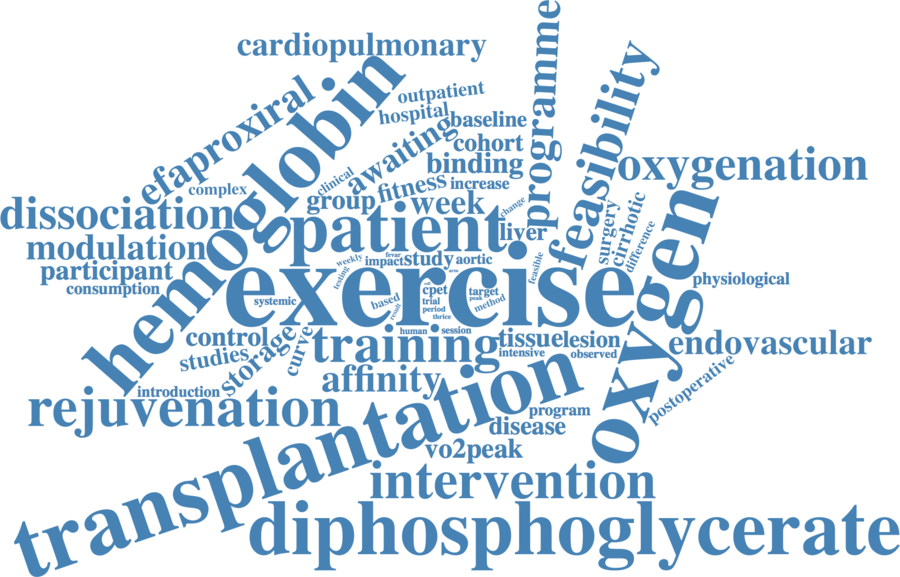 cardiopulmonary
programme
hemoglobin
feasibility
outpatient
efaproxiral
hospital
baseline
awaiting
cohort
binding
oxygenation
complex
clinical
fitness
increase
group
week
change
surgery
cirrhotic
difference
dissociation
patient
liver
modulation
participant
consumption
weekly
fevar
impact
study
aortic
testing
feasible
exercise
oxygen
physiological
systemic
based
result
cpet
trial
period
thrice
target
peak
method
arm
control
studies
storage
curve
human
session
training
tissue
lesion
intensive
observed
endovascular
affinity
introduction
rejuvenation
postoperative
program
disease
transplantation
vo2peak
intervention
diphosphoglycerate